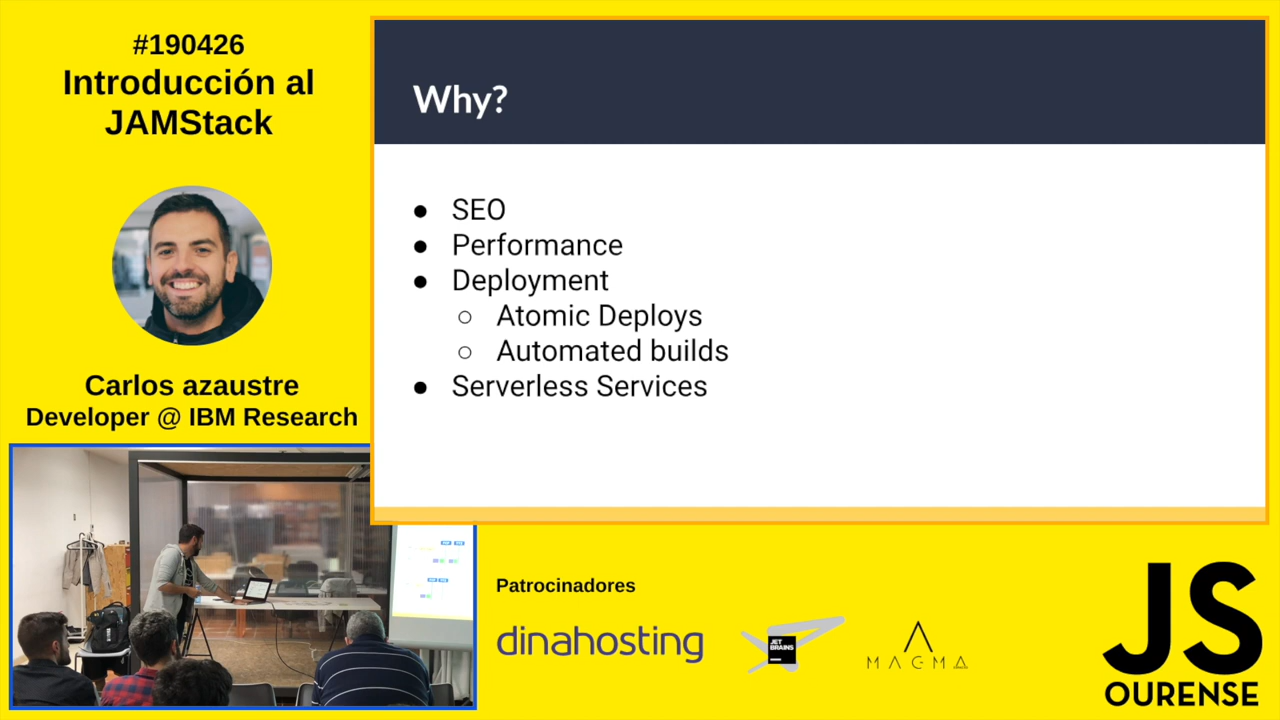 #190426
Introducción al
JAMStack
Carlos azaustre
Developer @ IBM Research
Why?
● SEO
● Performance
● Deployment
○ Atomic Deploys
○ Automated builds
● Serverless Services
Patrocinadores
dinahosting
JET
BRAINS
MAGMA
JS
OURENSE